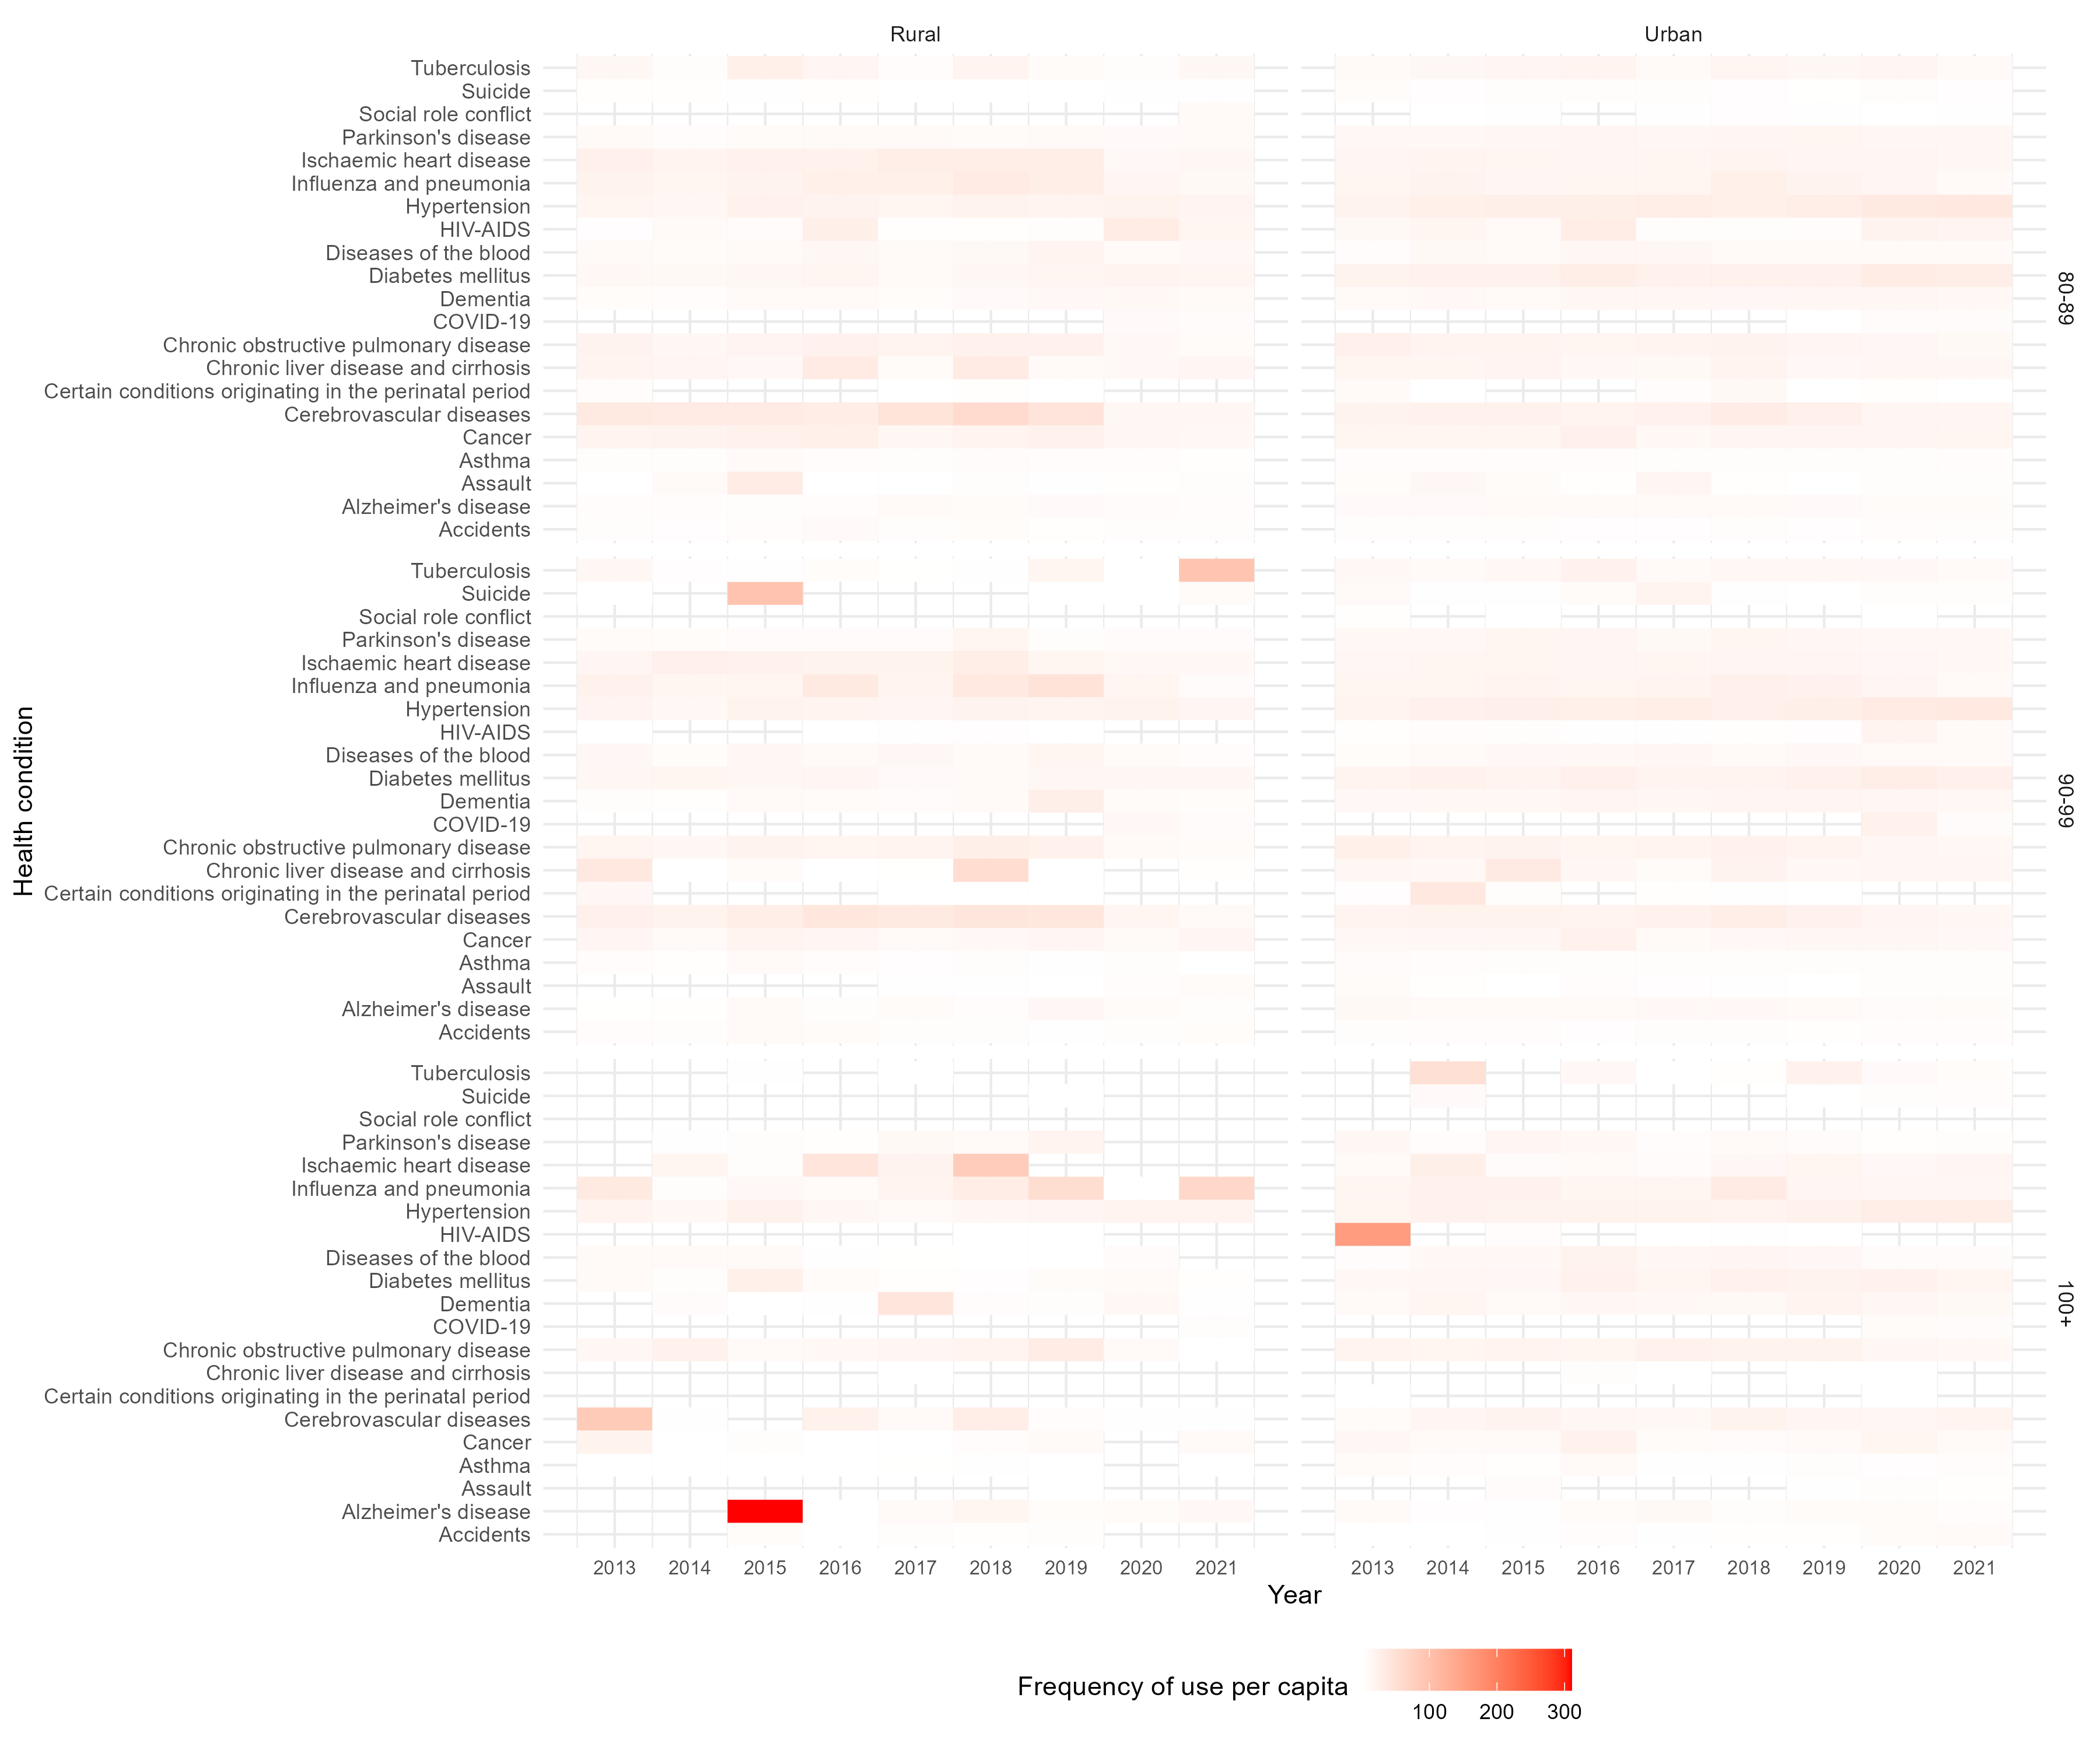 Rural Urban
Tuberculosis
Suicide
Social role conflict
Parkinson's disease
Ischaemic heart disease
Influenza and pneumonia
Hypertension
HIV-AIDS
Diseases of the blood
Diabetes mellitus
Dementia
COVID-19
Chronic obstructive pulmonary disease
Chronic liver disease and cirrhosis
Certain conditions originating in the perinatal period
Cerebrovascular diseases
Cancer
Asthma
Assault
Alzheimer's disease
Accidents
80-89
Tuberculosis
Suicide
Social role conflict
Parkinson's disease
Ischaemic heart disease
Influenza and pneumonia
Hypertension
HIV-AIDS
Diseases of the blood
Diabetes mellitus
Dementia
COVID-19
Chronic obstructive pulmonary disease
Chronic liver disease and cirrhosis
Certain conditions originating in the perinatal period
Cerebrovascular diseases
Cancer
Asthma
Assault
Alzheimer's disease
Accidents
90-99
Health condition
Tuberculosis
Suicide
Social role conflict
Parkinson's disease
Ischaemic heart disease
Influenza and pneumonia
Hypertension
HIV-AIDS
Diseases of the blood
Diabetes mellitus
Dementia
COVID-19
Chronic obstructive pulmonary disease
Chronic liver disease and cirrhosis
Certain conditions originating in the perinatal period
Cerebrovascular diseases
Cancer
Asthma
Assault
Alzheimer's disease
Accidents
100+
2013 2014 2015 2016 2017 2018 2019 2020 2021 2013 2014 2015 2016 2017 2018 2019 2020 2021
Year
Frequency of use per capita
100 200 300